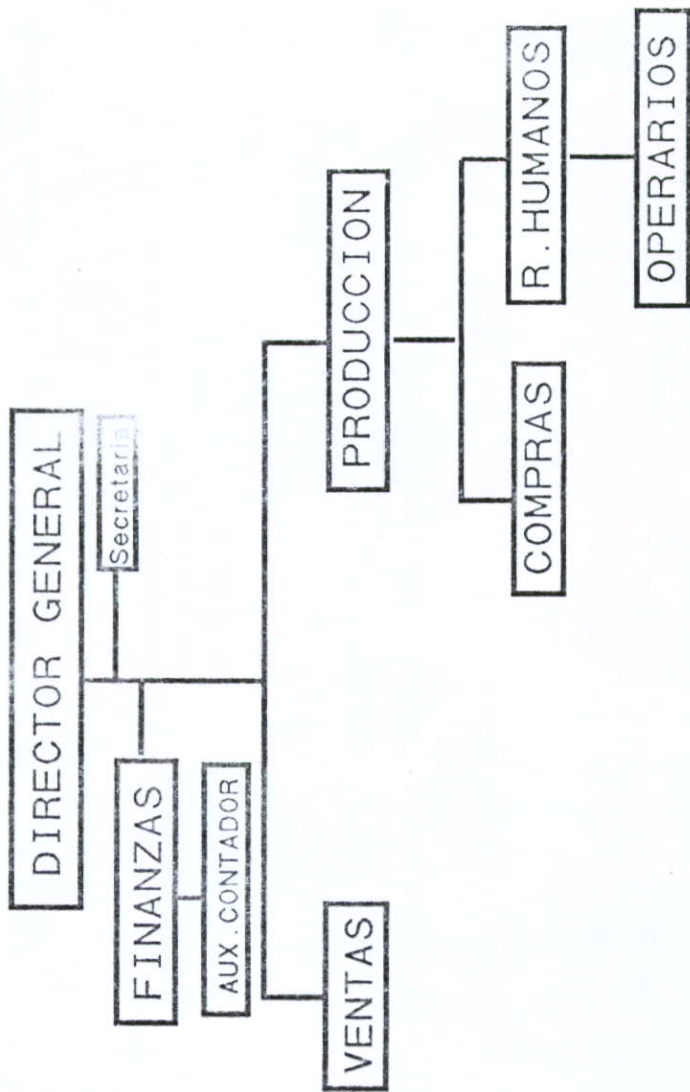 DIRECTOR GENERAL
Secretaria
FINANZAS
AUX.CONTADOR
VENTAS
PRODUCCION
COMPRAS
R.HUMANOS
OPERARIOS